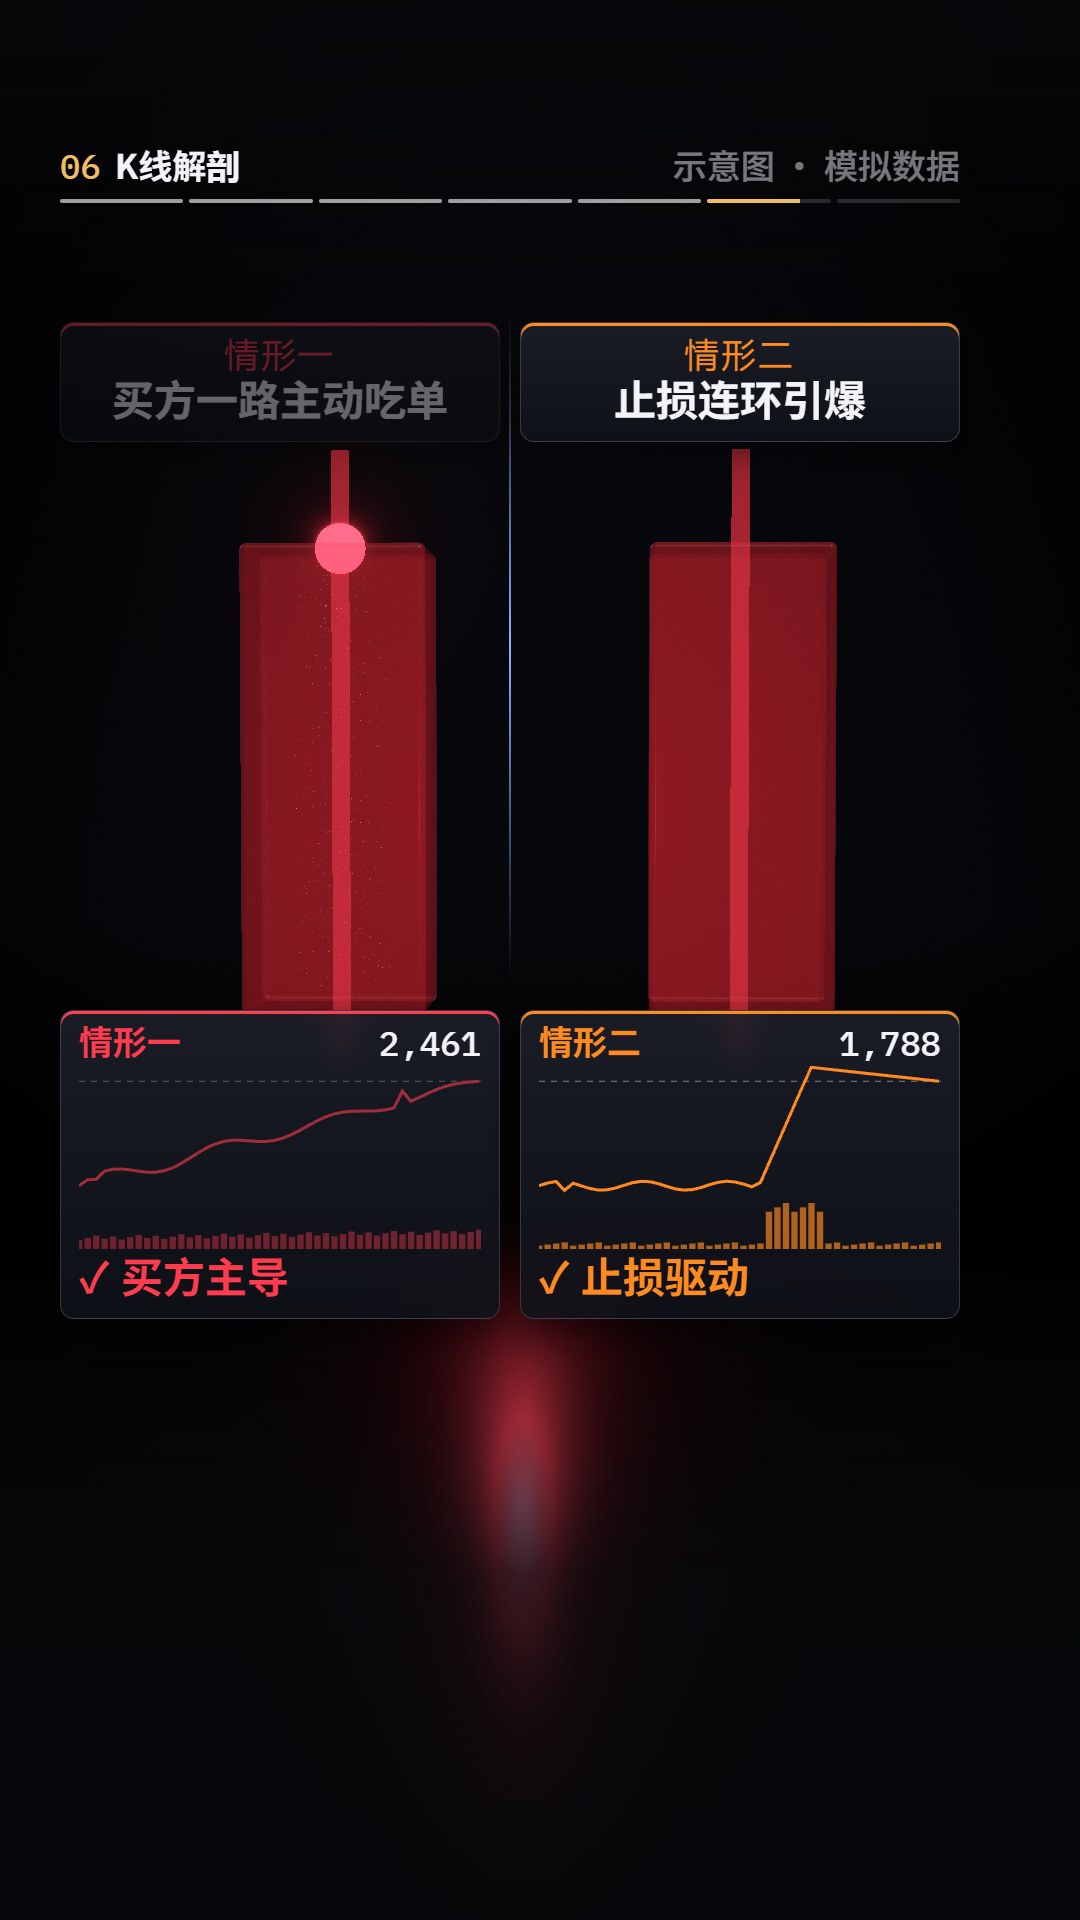 06 K线解剖
示意图 • 模拟数据
情形一
买方一路主动吃单
情形二
止损连环引爆
情形一 2,461
✓ 买方主导
情形二 1,788
✓ 止损驱动